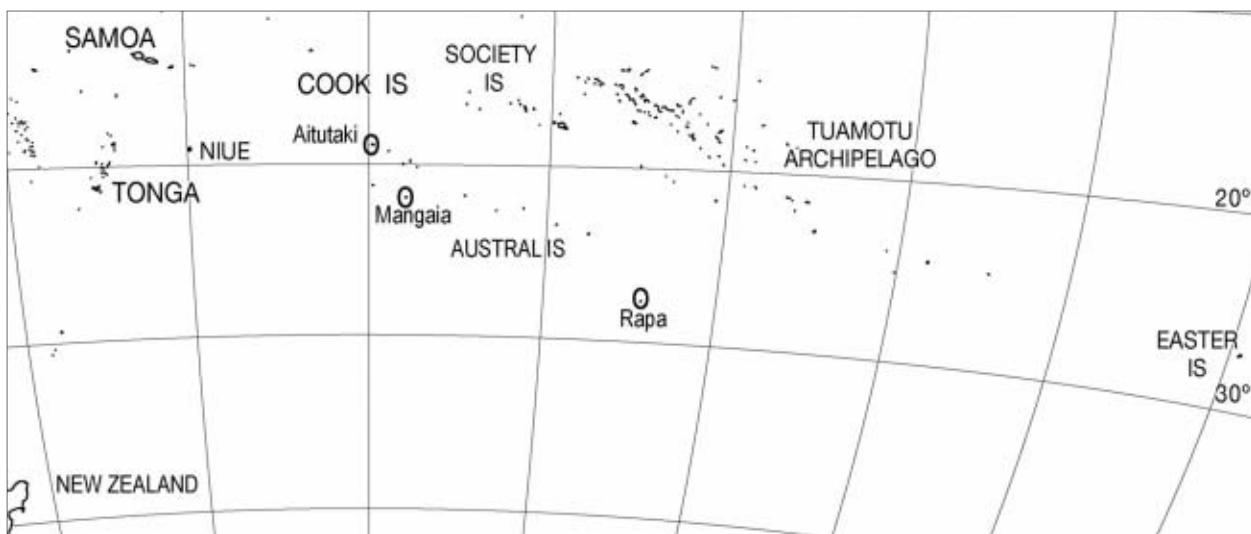 SAMOA
SOCIETY
IS
COOK IS
Aitutaki
NIUE
TUAMOTU
ARCHIPELAGO
TONGA
20°
Mangaia
AUSTRAL IS
Rapa
EASTER
IS
30°
NEW ZEALAND